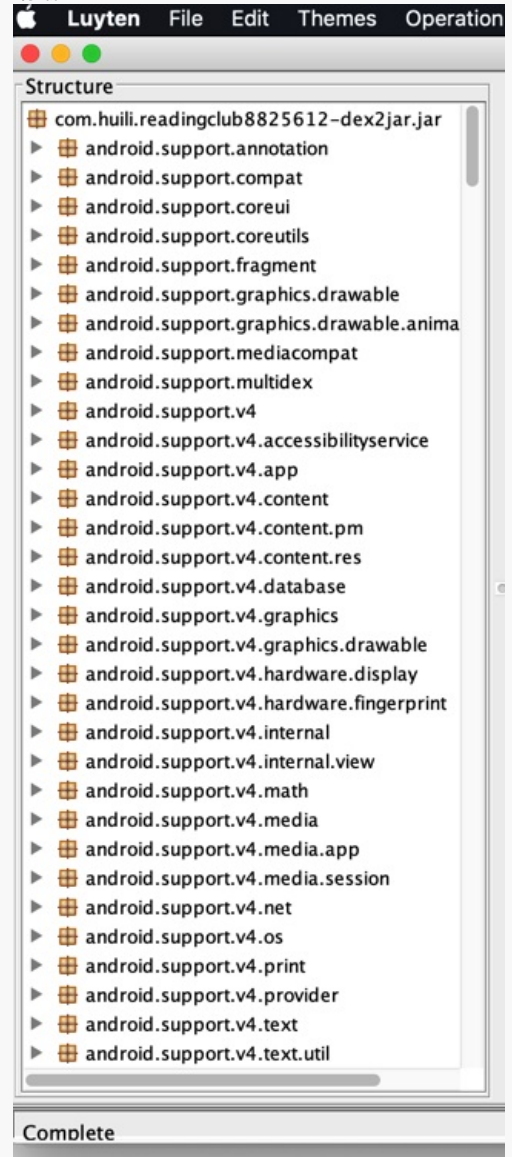 Luyten File Edit Themes Operation
Structure
com.huili.readingclub8825612-dex2jar.jar
android.support.annotation
android.support.compat
android.support.coreui
android.support.coreutils
android.support.fragment
android.support.graphics.drawable
android.support.graphics.drawable.anima
android.support.mediacompat
android.support.multidex
android.support.v4
android.support.v4.accessibilityservice
android.support.v4.app
android.support.v4.content
android.support.v4.content.pm
android.support.v4.content.res
android.support.v4.database
android.support.v4.graphics
android.support.v4.graphics.drawable
android.support.v4.hardware.display
android.support.v4.hardware.fingerprint
android.support.v4.internal
android.support.v4.internal.view
android.support.v4.math
android.support.v4.media
android.support.v4.media.app
android.support.v4.media.session
android.support.v4.net
android.support.v4.os
android.support.v4.print
android.support.v4.provider
android.support.v4.text
android.support.v4.text.util
Complete